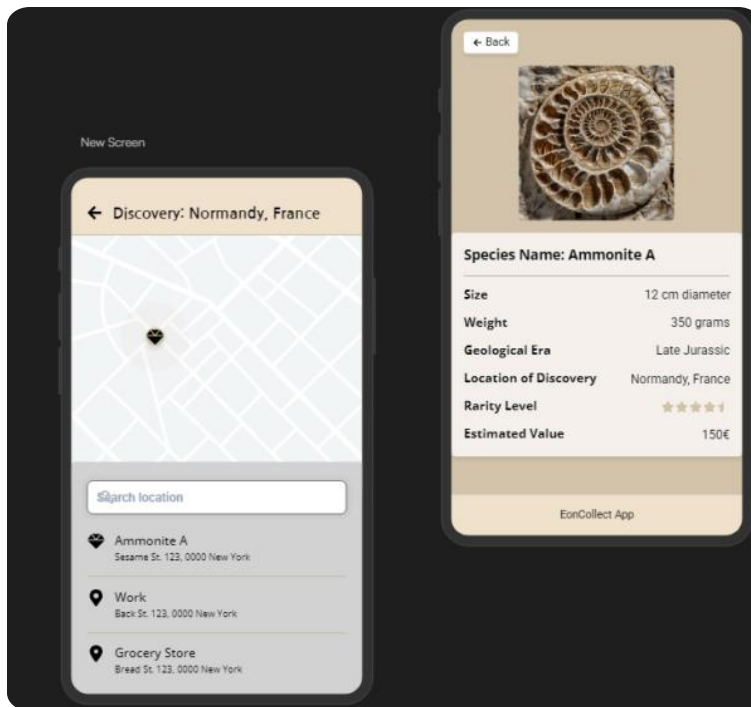 New Screen
← Discovery: Normandy, France
Search location
Ammonite A
Sesame St. 123, 0000 New York
Work
Back St. 123, 0000 New York
Grocery Store
Bread St. 123, 0000 New York
← Back
Species Name: Ammonite A
Size 12 cm diameter
Weight 350 grams
Geological Era Late Jurassic
Location of Discovery Normandy, France
Rarity Level
Estimated Value 150€
EonCollect App